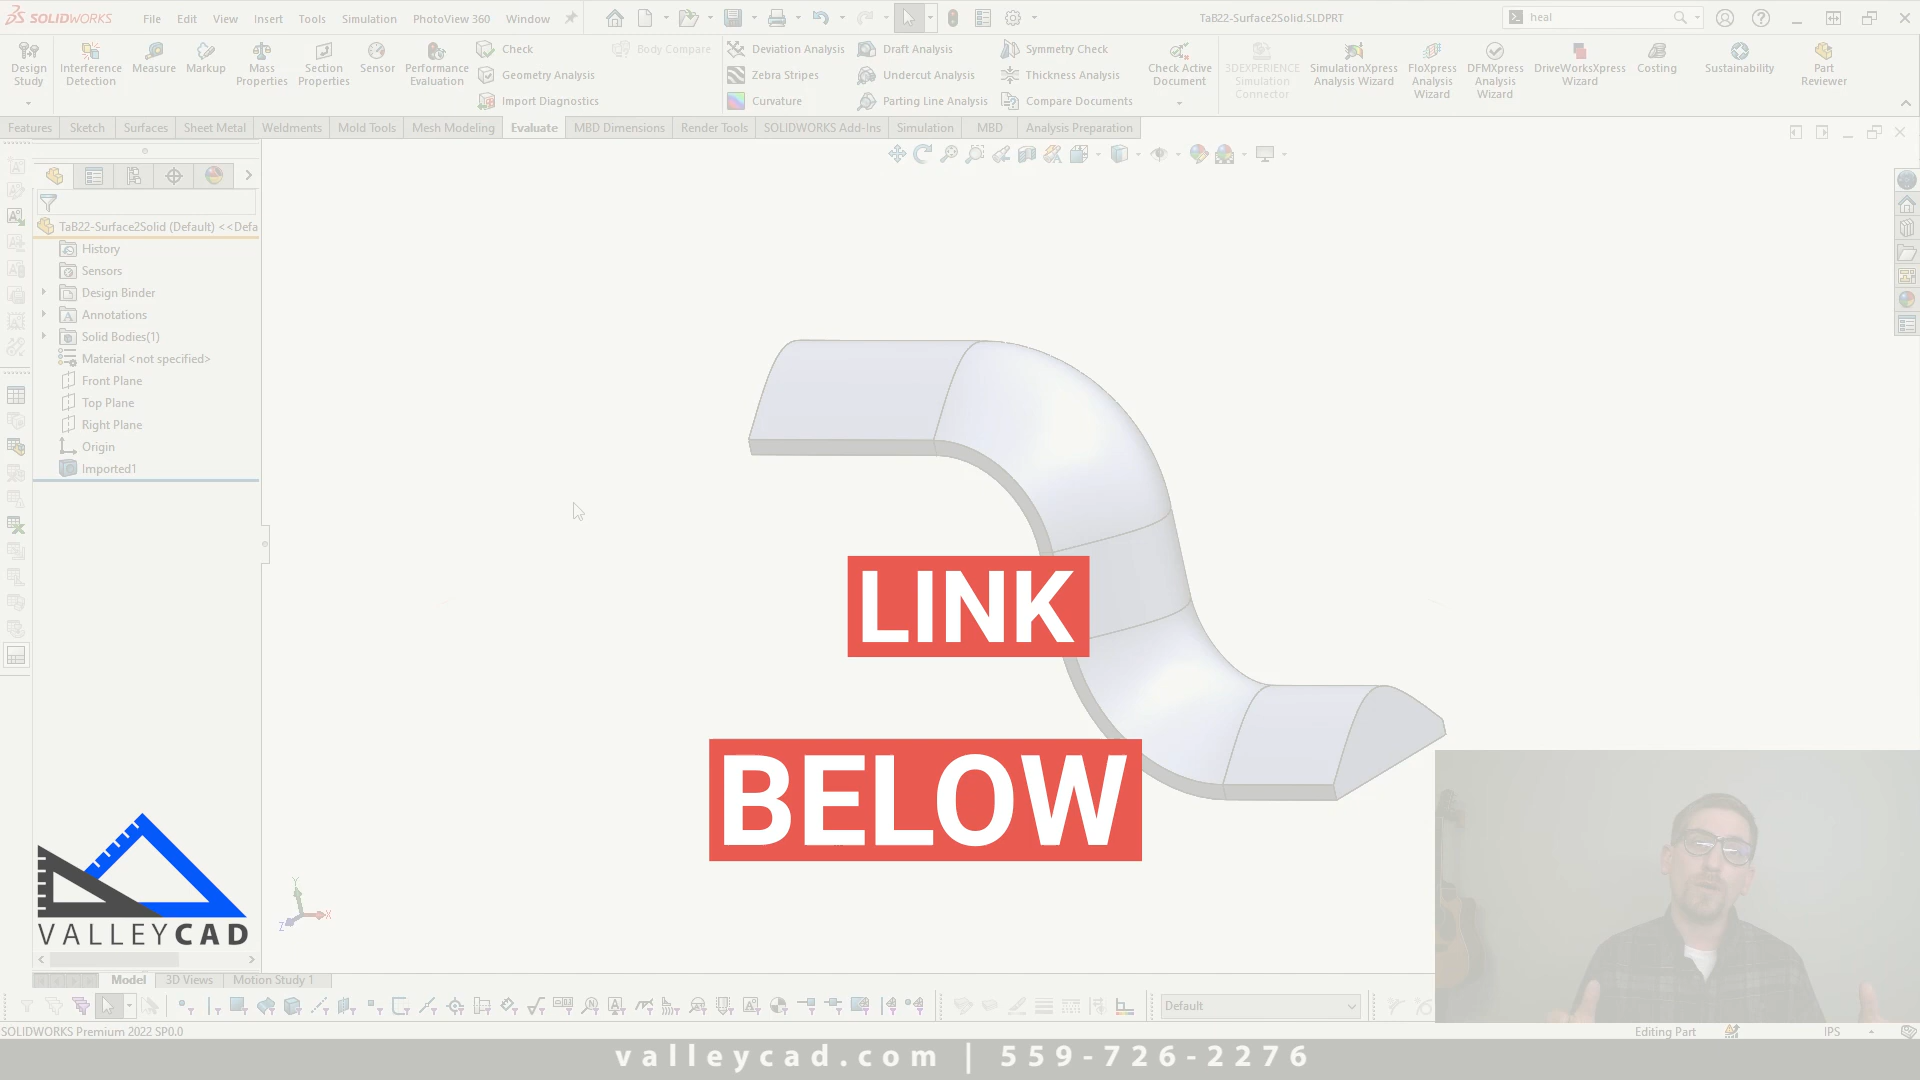 SOLIDWORKS File Edit View Insert Tools Simulation PhotoView 360 Window TaB22-Surface2Solid.SLDPRT heal
Design Study
Interference Detection
Measure
Markup
Mass Properties
Section Properties
Sensor
Performance Evaluation
Check
Geometry Analysis
Import Diagnostics
Body Compare
Deviation Analysis
Zebra Stripes
Curvature
Draft Analysis
Undercut Analysis
Parting Line Analysis
Symmetry Check
Thickness Analysis
Compare Documents
Check Active Document
3DEXPERIENCE Simulation Connector
SimulationXpress Analysis Wizard
FloXpress Analysis Wizard
DFMXpress Analysis Wizard
DriveWorksXpress Wizard
Costing
Sustainability
Part Reviewer
Features Sketch Surfaces Sheet Metal Weldments Mold Tools Mesh Modeling Evaluate MBD Dimensions Render Tools SOLIDWORKS Add-Ins Simulation MBD Analysis Preparation
TaB22-Surface2Solid (Default) <<Defa
History
Sensors
Design Binder
Annotations
Solid Bodies(1)
Material <not specified>
Front Plane
Top Plane
Right Plane
Origin
Imported1
LINK
BELOW
Y
X
Z
VALLEYCAD
Model 3D Views Motion Study 1
Default
SOLIDWORKS Premium 2022 SP0.0 Editing Part IPS
valleycad.com | 559-726-2276